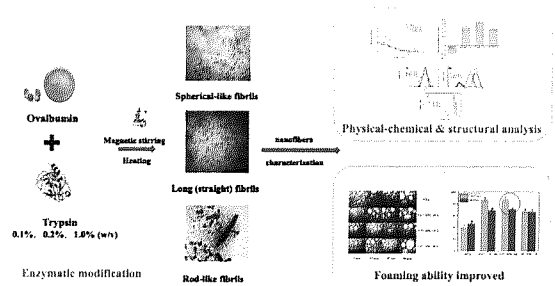 Ovalbumin
Trypsin
0.1%, 0.2%, 1.0% (w/v)
Enzymatic modification
Magnetic stirring
Heating
Spherical-like fibrils
Long (straight) fibrils
Rod-like fibrils
nanofibers
characterization
Physical-chemical & structural analysis
Foaming ability improved